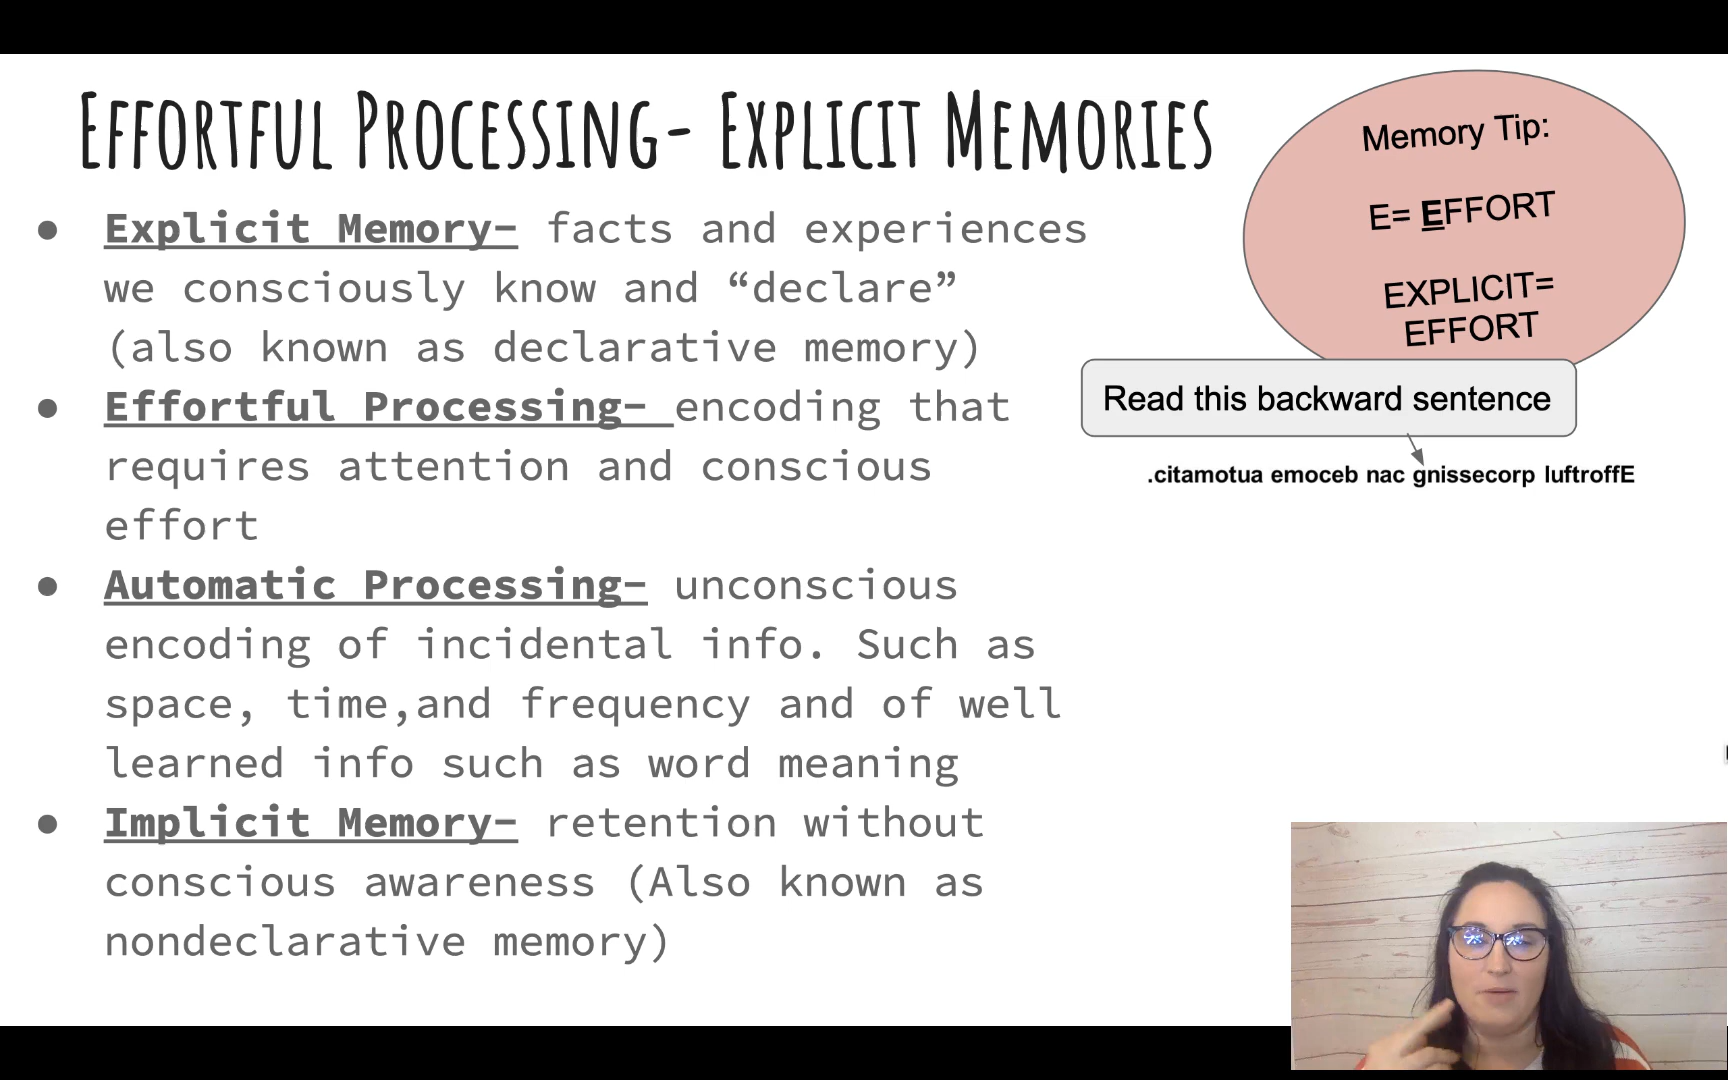 Effortful Processing- Explicit Memories
● Explicit Memory- facts and experiences
we consciously know and “declare”
(also known as declarative memory)
● Effortful Processing- encoding that
requires attention and conscious
effort
● Automatic Processing- unconscious
encoding of incidental info. Such as
space, time,and frequency and of well
learned info such as word meaning
● Implicit Memory- retention without
conscious awareness (Also known as
nondeclarative memory)
Memory Tip:
E= EFFORT
EXPLICIT=
EFFORT
Read this backward sentence
.citamotua emoceb nac gnissecorp luftroffE